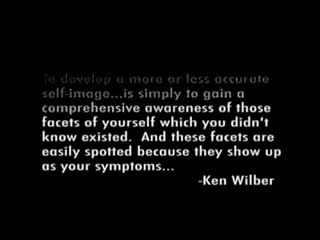 To develop a more or less accurate
self-image...is simply to gain a
comprehensive awareness of those
facets of yourself which you didn't
know existed. And these facets are
easily spotted because they show up
as your symptoms...
-Ken Wilber